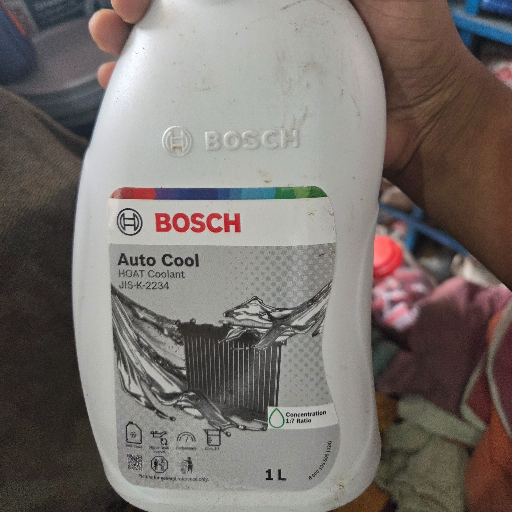 BOSCH
BOSCH
Auto Cool
HOAT Coolant
JIS-K-2234
Concentration
1:7 Ratio
1 L